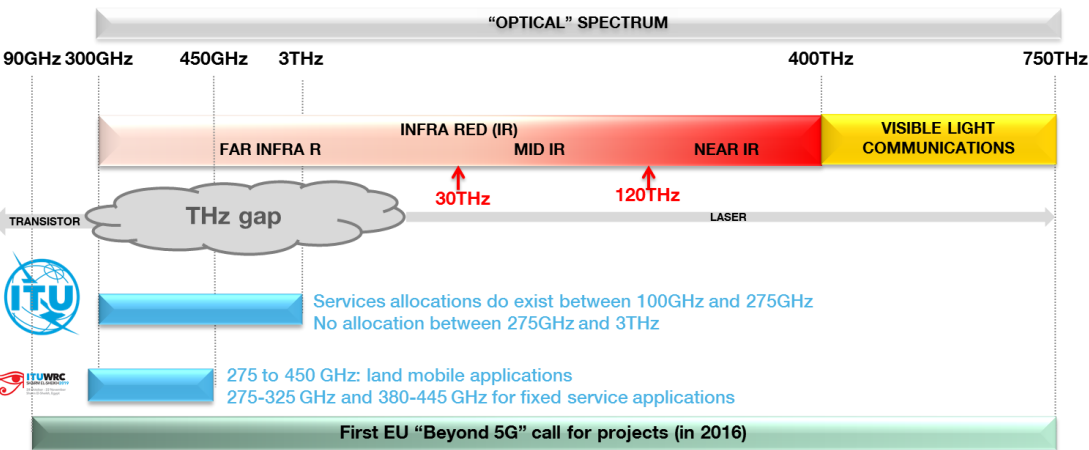 “OPTICAL” SPECTRUM
90GHz 300GHz 450GHz 3THz 400THz 750THz
INFRA RED (IR)
FAR INFRA R MID IR NEAR IR
VISIBLE LIGHT
COMMUNICATIONS
30THz 120THz
TRANSISTOR THz gap LASER
ITU
Services allocations do exist between 100GHz and 275GHz
No allocation between 275GHz and 3THz
ITUWRC
275 to 450 GHz: land mobile applications
275-325 GHz and 380-445 GHz for fixed service applications
First EU “Beyond 5G” call for projects (in 2016)